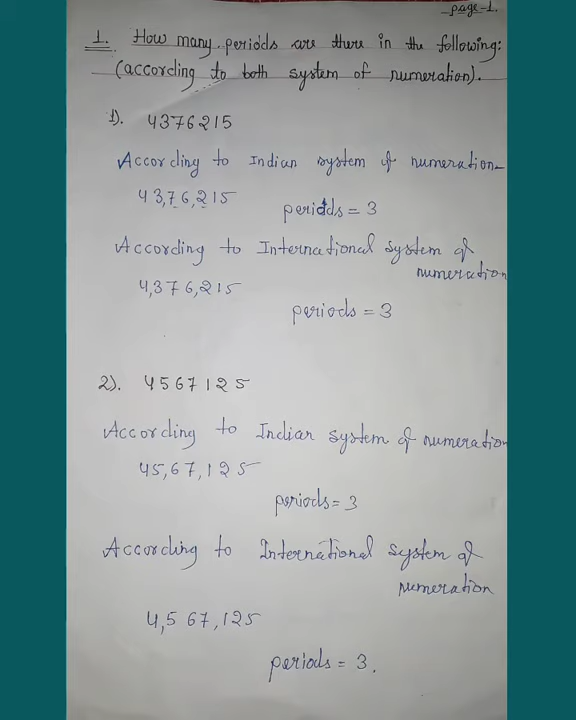 page-1.
1. How many periods are there in the following:
(according to both system of numeration).
1). 4376215
According to Indian system of numeration-
43,76,215
periods = 3
According to International system of
numeration
4,376,215
periods = 3
2). 4567125
According to Indian system of numeration
45,67,125
periods = 3
According to International system of
numeration
4,567,125
periods = 3.